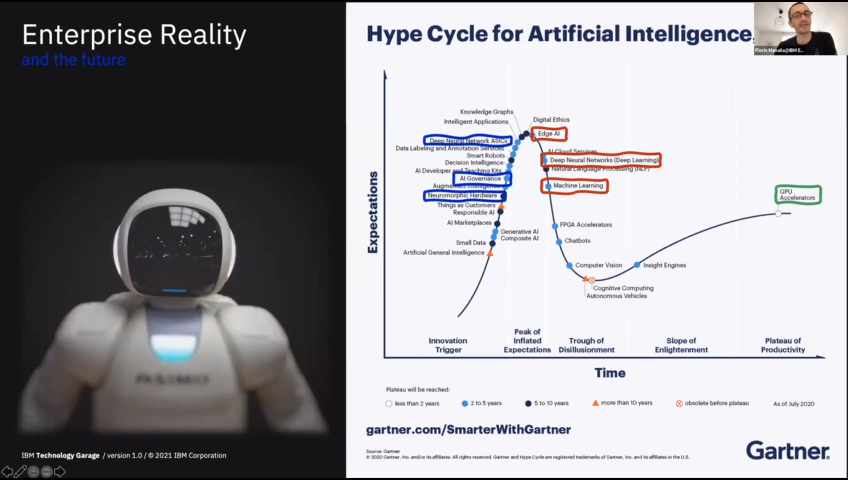 Enterprise Reality
and the future
ASIMO
IBM Technology Garage / version 1.0 / © 2021 IBM Corporation
Hype Cycle for Artificial Intelligence,
Expectations
Knowledge Graphs
Intelligent Applications
Deep Neural Network ASICs
Data Labeling and Annotation Services
Smart Robots
Decision Intelligence
AI Developer and Teaching Kits
AI Governance
Augmented Intelligence
Neuromorphic Hardware
Things as Customers
Responsible AI
AI Marketplaces
Generative AI
Composite AI
Small Data
Artificial General Intelligence
Digital Ethics
Edge AI
AI Cloud Services
Deep Neural Networks (Deep Learning)
Natural Language Processing (NLP)
Machine Learning
FPGA Accelerators
Chatbots
Computer Vision
Insight Engines
Cognitive Computing
Autonomous Vehicles
GPU
Accelerators
Innovation
Trigger
Peak of
Inflated
Expectations
Trough of
Disillusionment
Slope of
Enlightenment
Plateau of
Productivity
Time
Plateau will be reached:
less than 2 years
2 to 5 years
5 to 10 years
more than 10 years
obsolete before plateau
As of July 2020
gartner.com/SmarterWithGartner
Source: Gartner
© 2020 Gartner, Inc. and/or its affiliates. All rights reserved. Gartner and Hype Cycle are registered trademarks of Gartner, Inc. and its affiliates in the U.S.
Gartner.